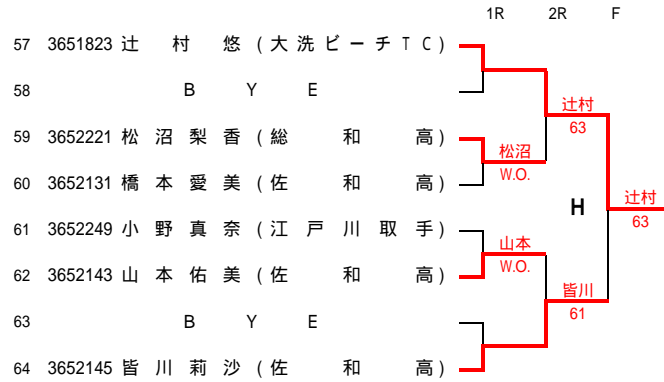 1R 2R F
57 3651823 辻村 悠 (大洗ビーチTC)
58 BYE
辻村
63
59 3652221 松沼梨香 (総和高)
松沼
W.O.
60 3652131 橋本愛美 (佐和高)
H
辻村
63
61 3652249 小野真奈 (江戸川取手)
山本
W.O.
62 3652143 山本佑美 (佐和高)
皆川
61
63 BYE
64 3652145 皆川莉沙 (佐和高)